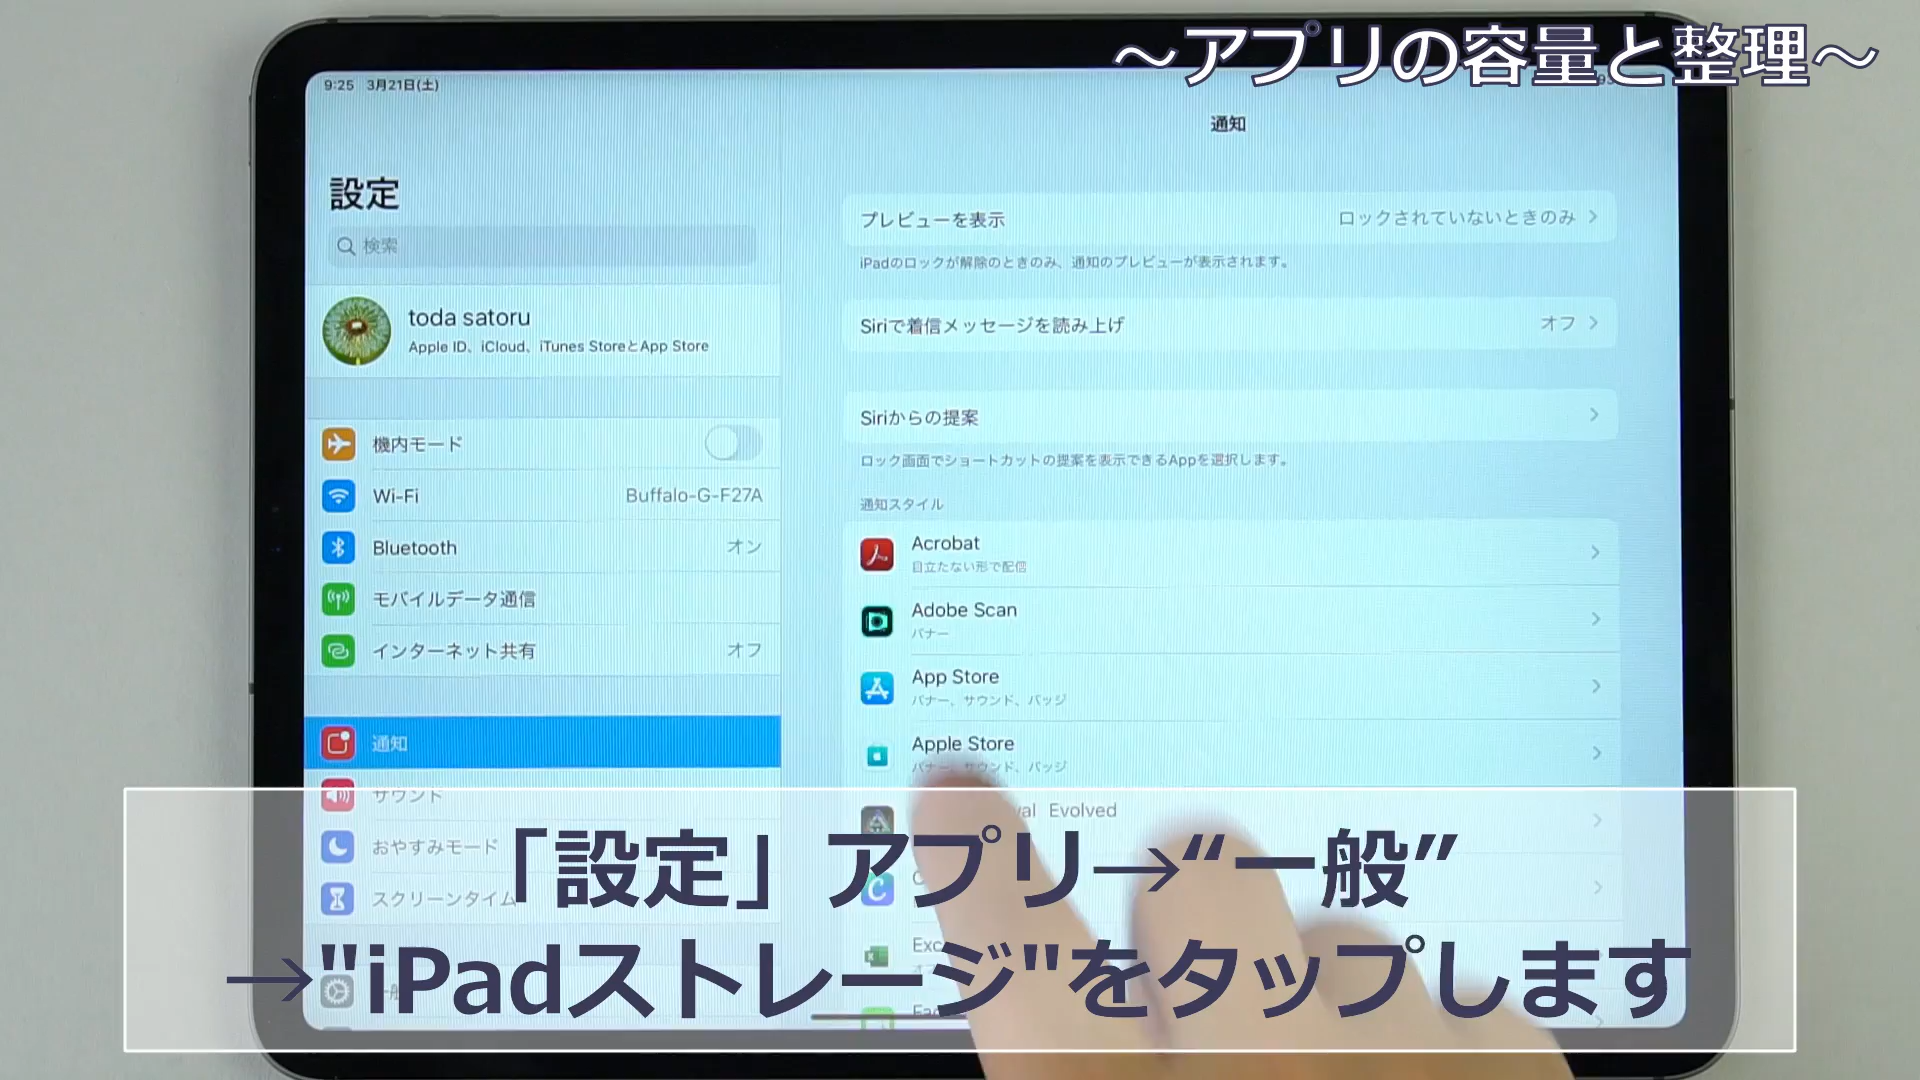 ～アプリの容量と整理～
9:25 3月21日(土)
通知
設定
検索
toda satoru
Apple ID、iCloud、iTunes StoreとApp Store
機内モード
Wi-Fi Buffalo-G-F27A
Bluetooth オン
モバイルデータ通信
インターネット共有 オフ
通知
サウンド
おやすみモード
スクリーンタイム
プレビューを表示 ロックされていないときのみ
iPadのロックが解除のときのみ、通知のプレビューが表示されます。
Siriで着信メッセージを読み上げ オフ
Siriからの提案
ロック画面でショートカットの提案を表示できるAppを選択します。
通知スタイル
Acrobat
目立たない形で配信
Adobe Scan
バナー
App Store
バナー、サウンド、バッジ
Apple Store
バナー、サウンド、バッジ
Evolved
「設定」アプリ→“一般”
→"iPadストレージ"をタップします